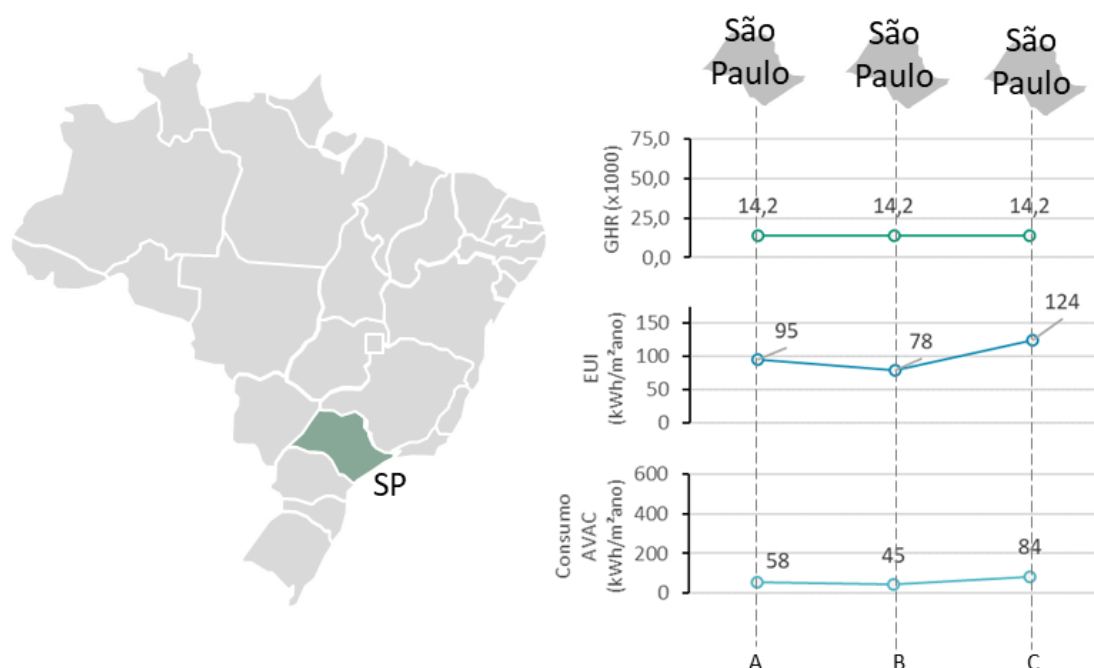 São
Paulo
São
Paulo
São
Paulo
SP
GHR (x1000)
75,0
50,0
25,0
0,0
14,2
14,2
14,2
EUI
(kWh/m²ano)
150
100
50
0
95
78
124
Consumo
AVAC
(kWh/m²ano)
600
400
200
0
58
45
84
A
B
C